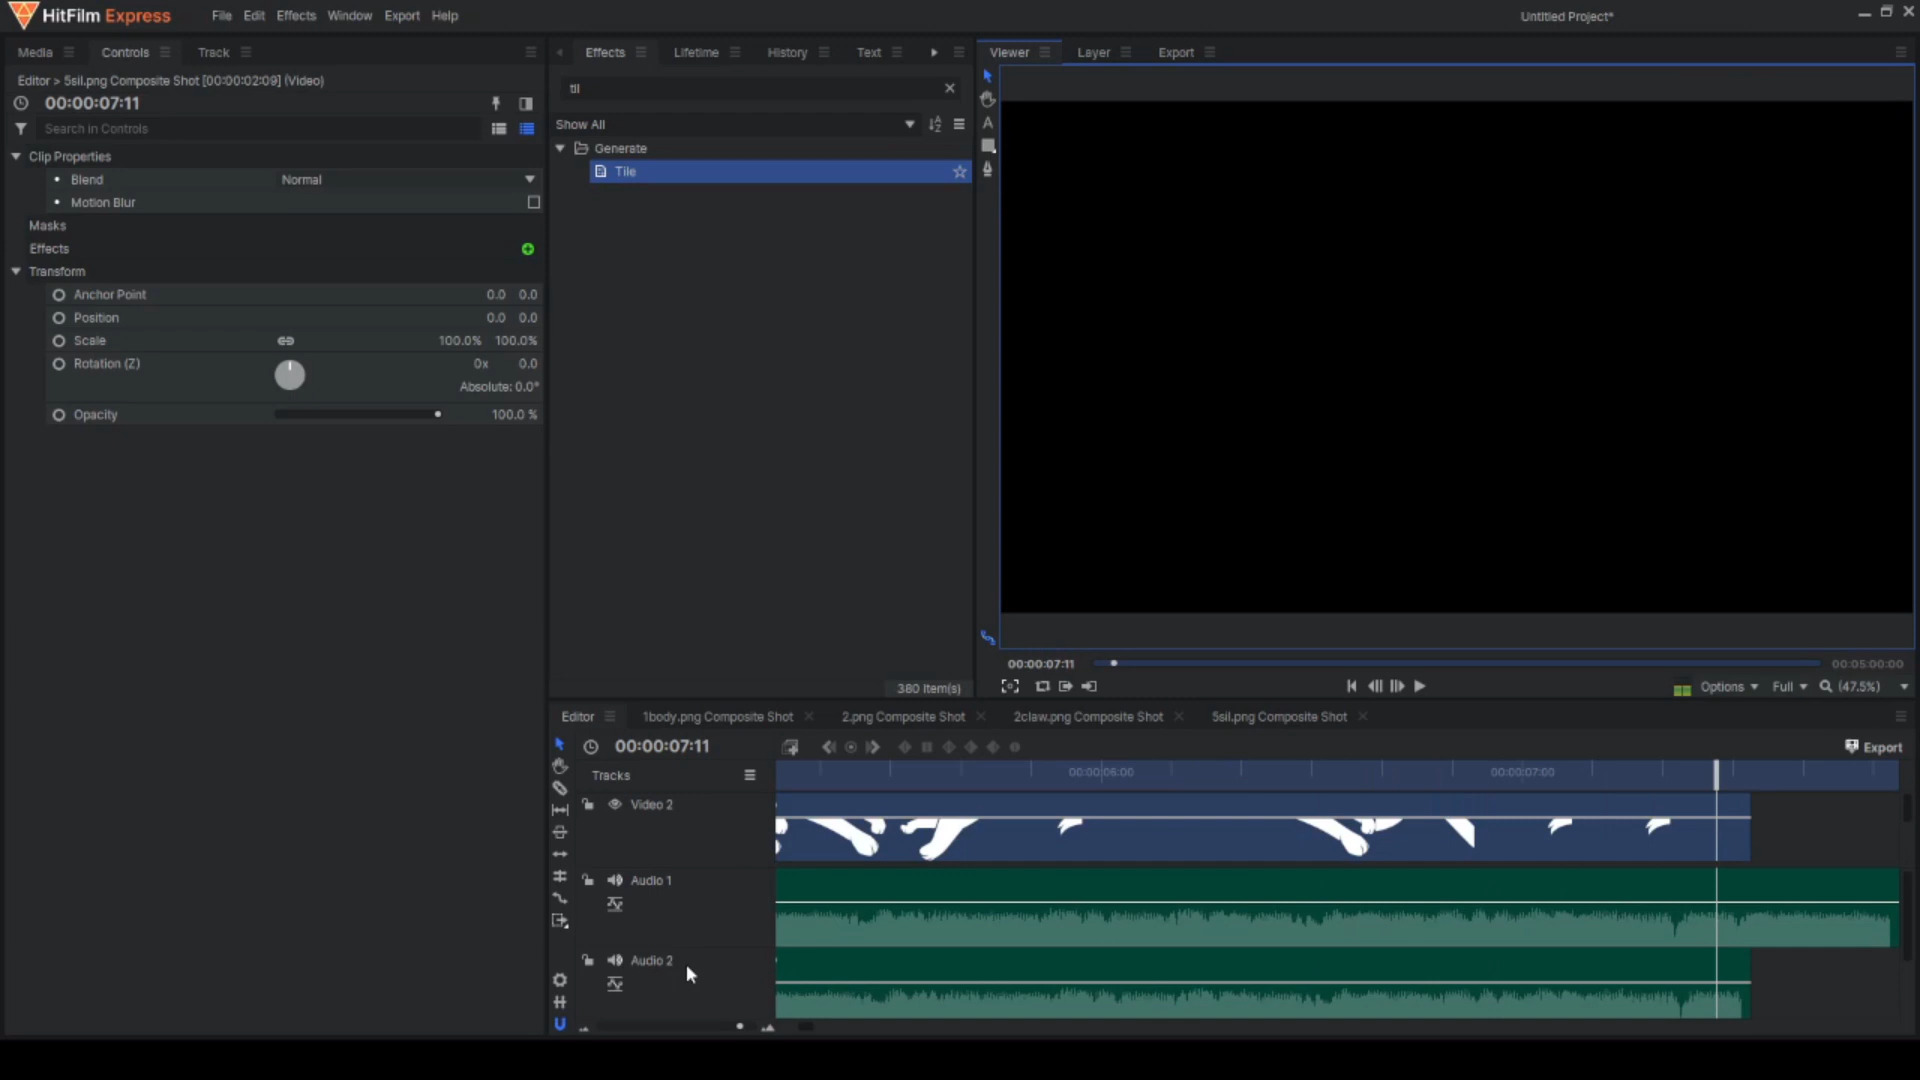 HitFilm Express
File Edit Effects Window Export Help
Untitled Project*
Media
Controls
Track
Effects
Lifetime
History
Text
Viewer
Layer
Export
Editor > 5sil.png Composite Shot [00:00:02:09] (Video)
00:00:07:11
Search in Controls
Clip Properties
Blend Normal
Motion Blur
Masks
Effects
Transform
Anchor Point 0.0 0.0
Position 0.0 0.0
Scale 100.0% 100.0%
Rotation (Z) 0x 0.0
Absolute: 0.0°
Opacity 100.0 %
til
Show All
Generate
Tile
380 Item(s)
A
00:00:07:11 00:05:00:00
Options Full (47.5%)
Editor
1body.png Composite Shot
2.png Composite Shot
2claw.png Composite Shot
5sil.png Composite Shot
00:00:07:11
Export
Tracks
00:00:06:00 00:00:07:00
Video 2
Audio 1
Audio 2